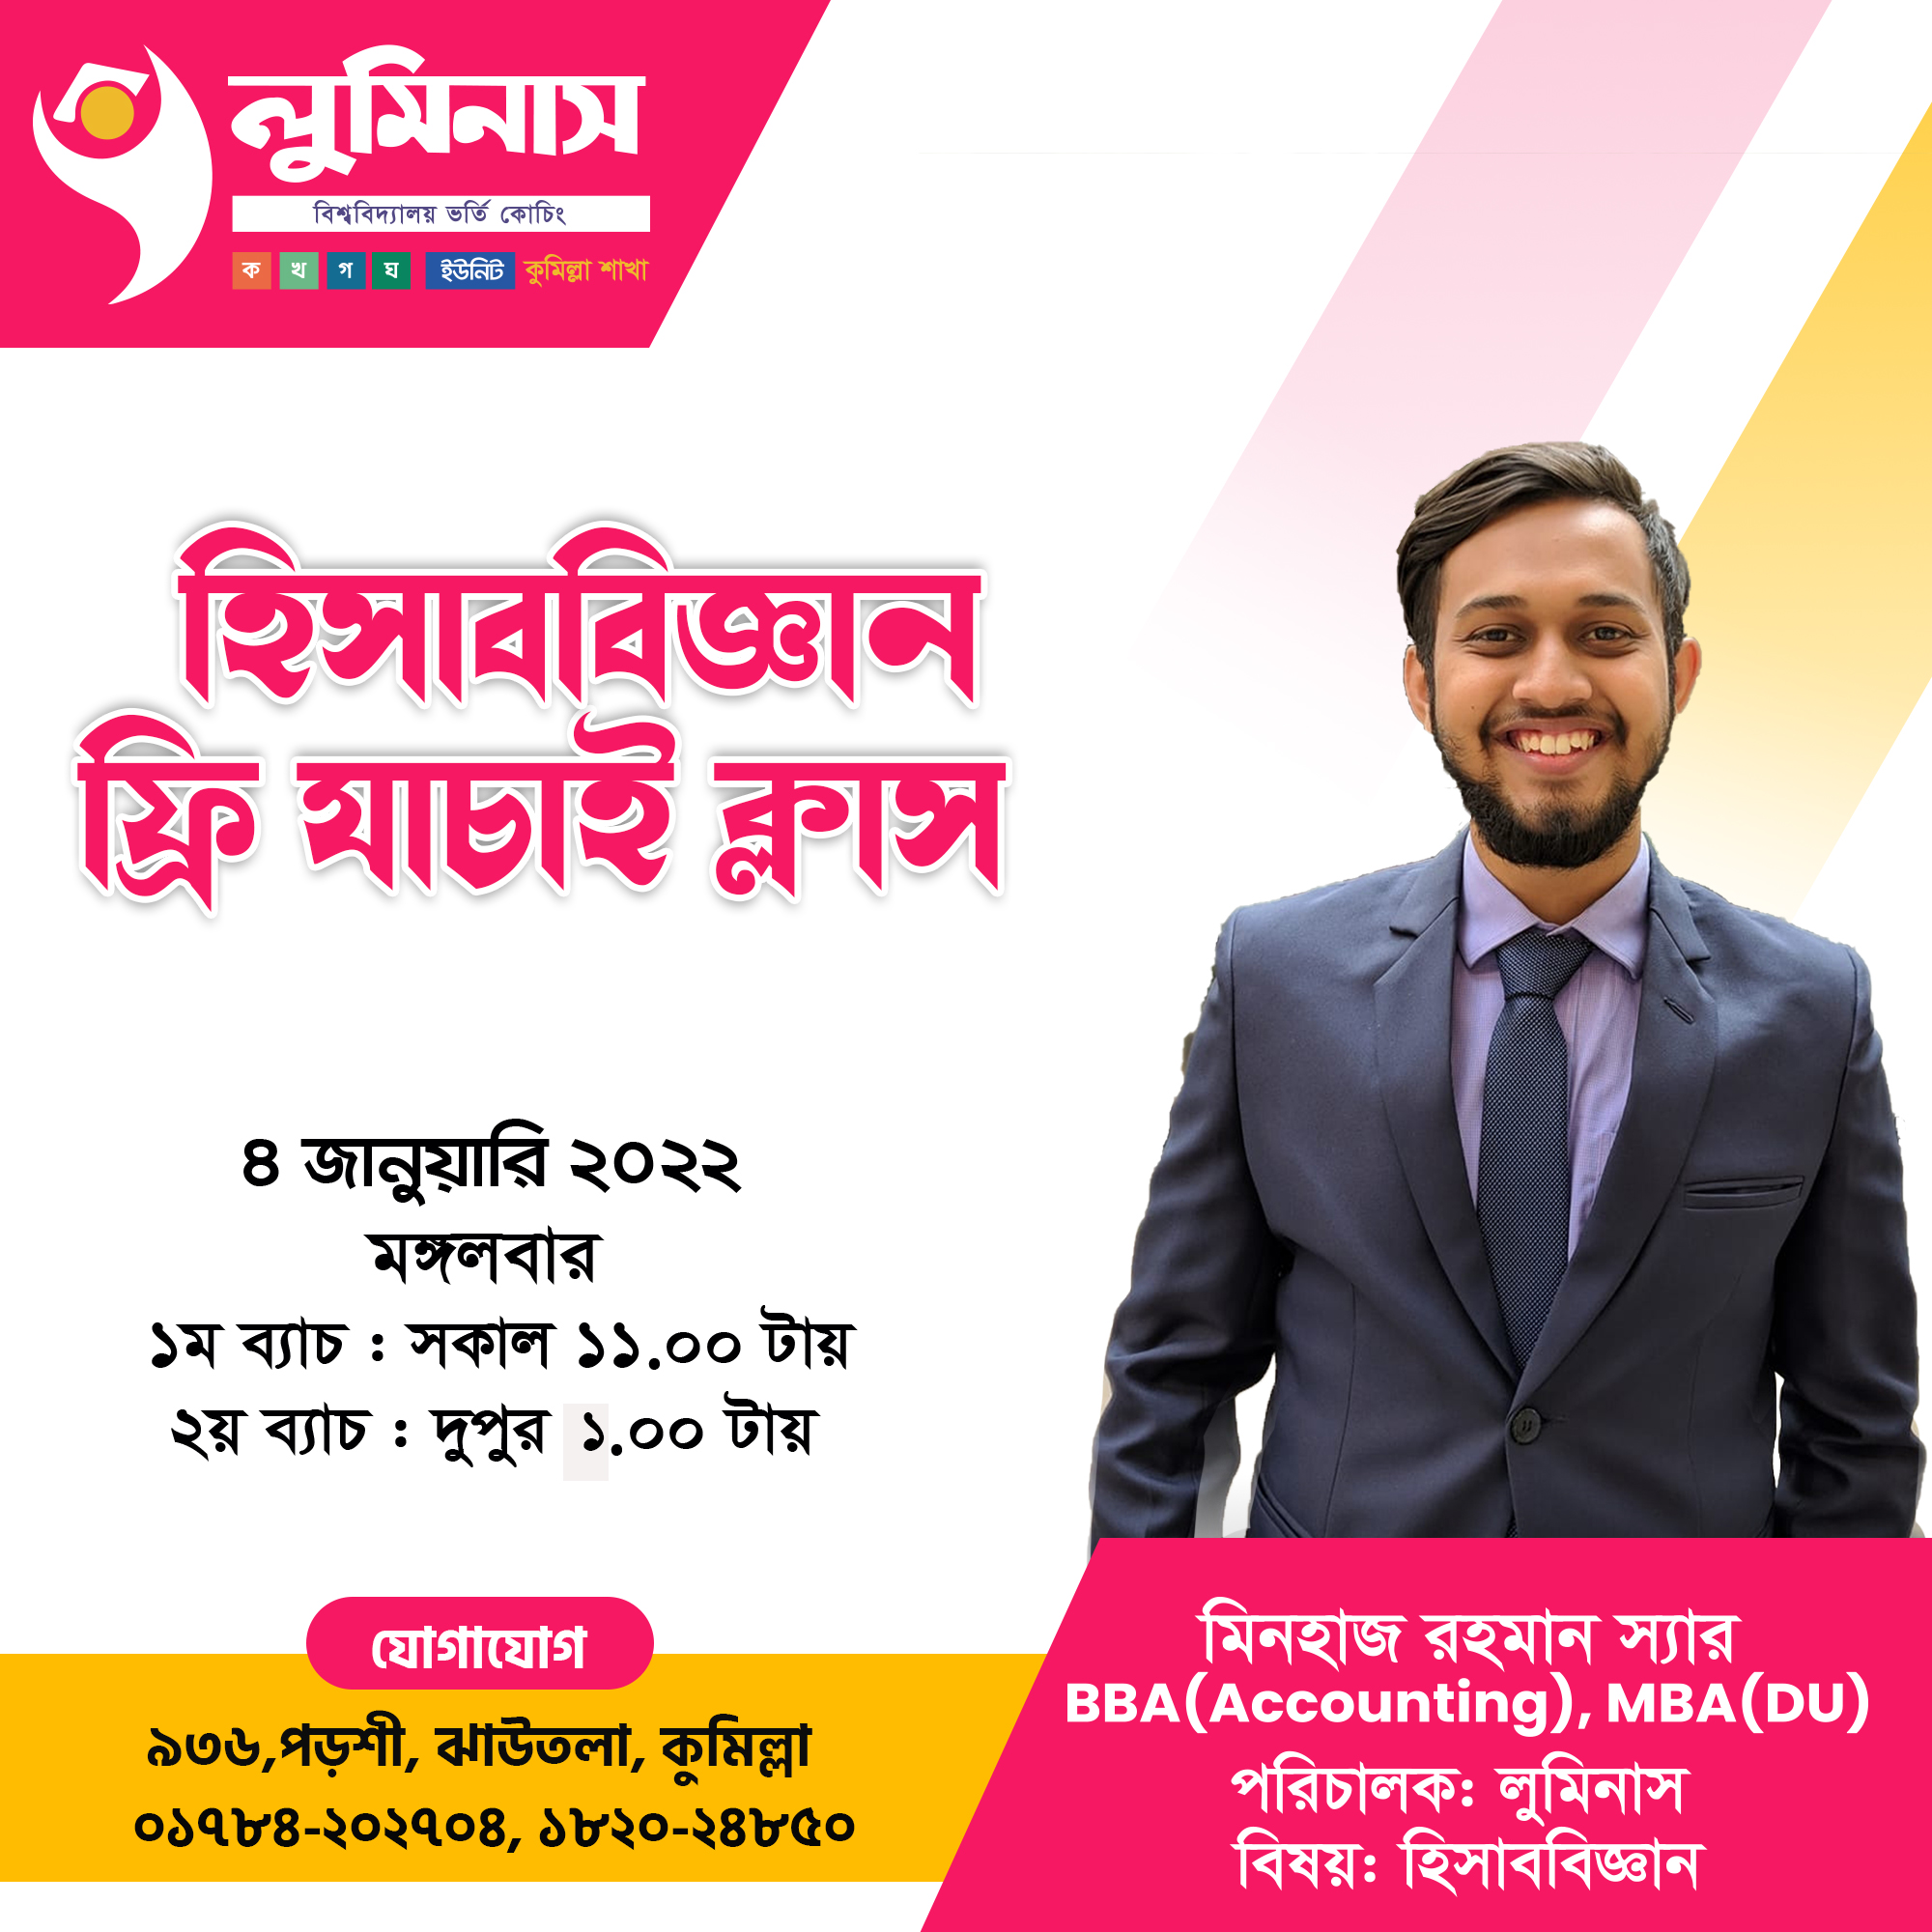 লুমিনাস
বিশ্ববিদ্যালয় ভর্তি কোচিং
ক খ গ ঘ ইউনিট কুমিল্লা শাখা
হিসাববিজ্ঞান
ফ্রি যাচাই ক্লাস
৪ জানুয়ারি ২০২২
মঙ্গলবার
১ম ব্যাচ : সকাল ১১.০০ টায়
২য় ব্যাচ : দুপুর ১.০০ টায়
যোগাযোগ
৯৩৬,পড়শী, ঝাউতলা, কুমিল্লা
০১৭৮৪-২০২৭০৪, ১৮২০-২৪৮৫০
মিনহাজ রহমান স্যার
BBA(Accounting), MBA(DU)
পরিচালক: লুমিনাস
বিষয়: হিসাববিজ্ঞান